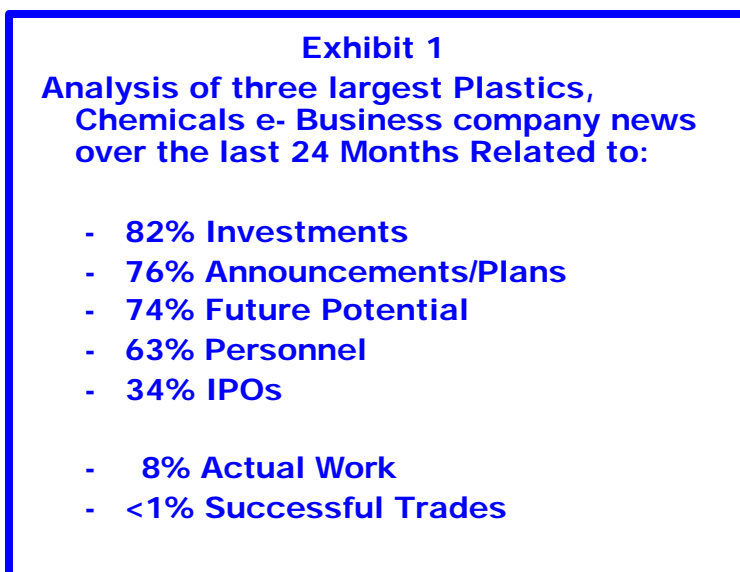 Exhibit 1
Analysis of three largest Plastics,
Chemicals e- Business company news
over the last 24 Months Related to:
- 82% Investments
- 76% Announcements/Plans
- 74% Future Potential
- 63% Personnel
- 34% IPOs
- 8% Actual Work
- <1% Successful Trades